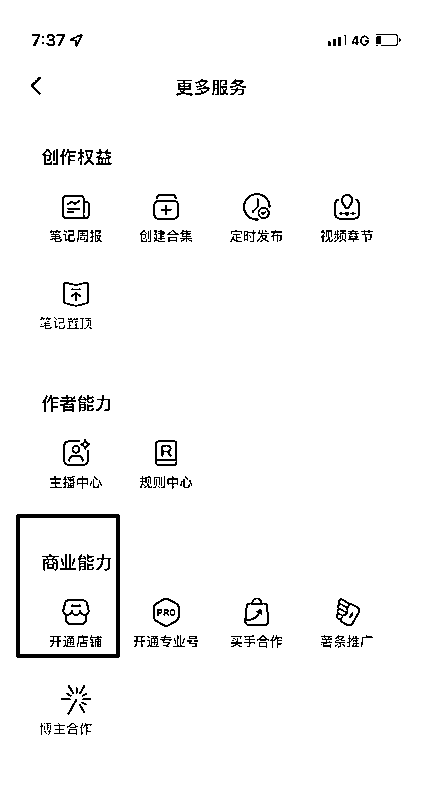 7:37 4G
更多服务
创作权益
笔记周报 创建合集 定时发布 视频章节
笔记置顶
作者能力
R
主播中心 规则中心
商业能力
PRO
开通店铺 开通专业号 买手合作 薯条推广
博主合作